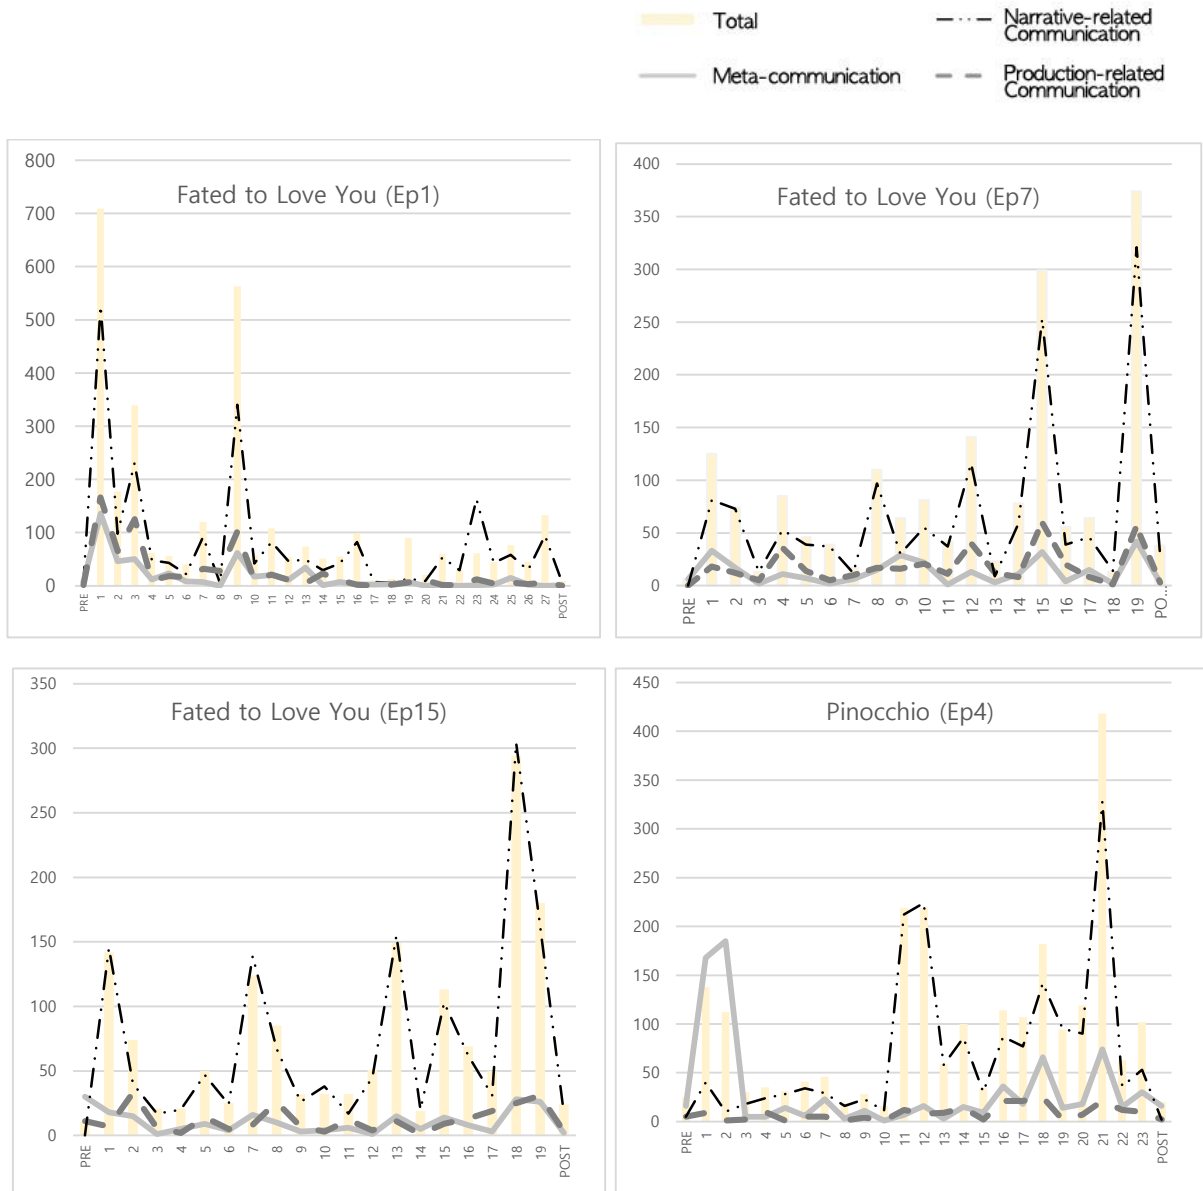 Total
Narrative-related
Communication
Meta-communication
Production-related
Communication
Fated to Love You (Ep1)
800
700
600
500
400
300
200
100
0
PRE 1 2 3 4 5 6 7 8 9 10 11 12 13 14 15 16 17 18 19 20 21 22 23 24 25 26 27 POST
Fated to Love You (Ep7)
400
350
300
250
200
150
100
50
0
PRE 1 2 3 4 5 6 7 8 9 10 11 12 13 14 15 16 17 18 19 PO...
Fated to Love You (Ep15)
350
300
250
200
150
100
50
0
PRE 1 2 3 4 5 6 7 8 9 10 11 12 13 14 15 16 17 18 19 POST
Pinocchio (Ep4)
450
400
350
300
250
200
150
100
50
0
PRE 1 2 3 4 5 6 7 8 9 10 11 12 13 14 15 16 17 18 19 20 21 22 23 POST